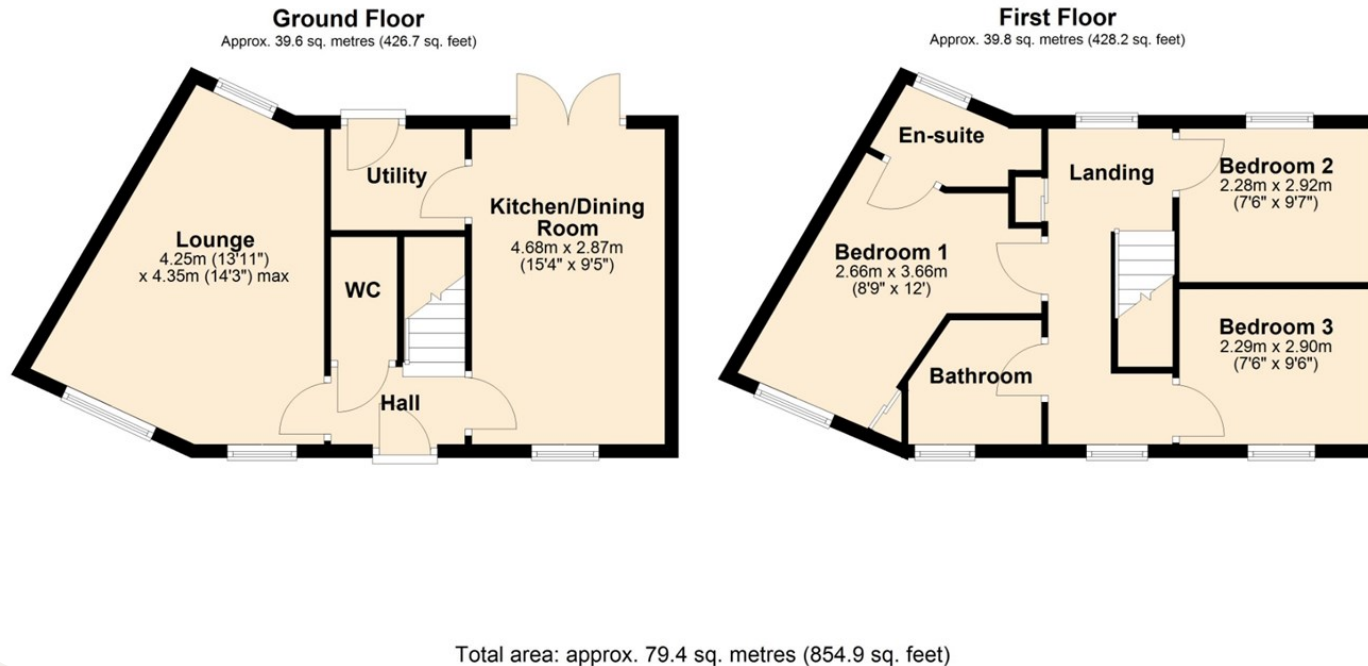 Ground Floor
Approx. 39.6 sq. metres (426.7 sq. feet)
Utility
Kitchen/Dining
Room
4.68m x 2.87m
(15'4" x 9'5")
Lounge
4.25m (13'11")
x 4.35m (14'3") max
WC
Hall
First Floor
Approx. 39.8 sq. metres (428.2 sq. feet)
En-suite
Landing
Bedroom 2
2.28m x 2.92m
(7'6" x 9'7")
Bedroom 1
2.66m x 3.66m
(8'9" x 12')
Bedroom 3
2.29m x 2.90m
(7'6" x 9'6")
Bathroom
Total area: approx. 79.4 sq. metres (854.9 sq. feet)